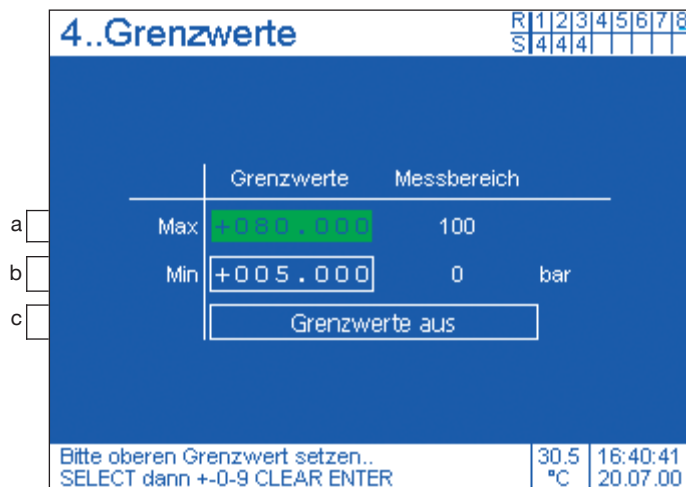 4..Grenzwerte
R 1 2 3 4 5 6 7 8
S 4 4 4
Grenzwerte Messbereich
a Max +080.000 100
b Min +005.000 0 bar
c Grenzwerte aus
Bitte oberen Grenzwert setzen.. 30.5 16:40:41
SELECT dann +-0-9 CLEAR ENTER °C 20.07.00